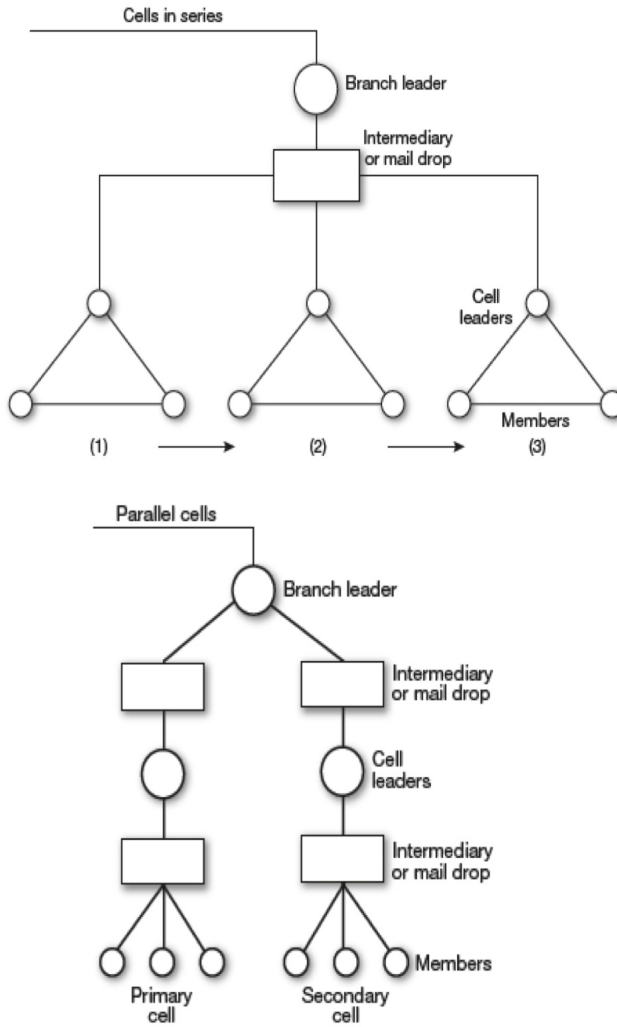 Cells in series
Branch leader
Intermediary
or mail drop
Cell
leaders
Members
(1)
(2)
(3)
Parallel cells
Branch leader
Intermediary
or mail drop
Cell
leaders
Intermediary
or mail drop
Members
Primary
cell
Secondary
cell